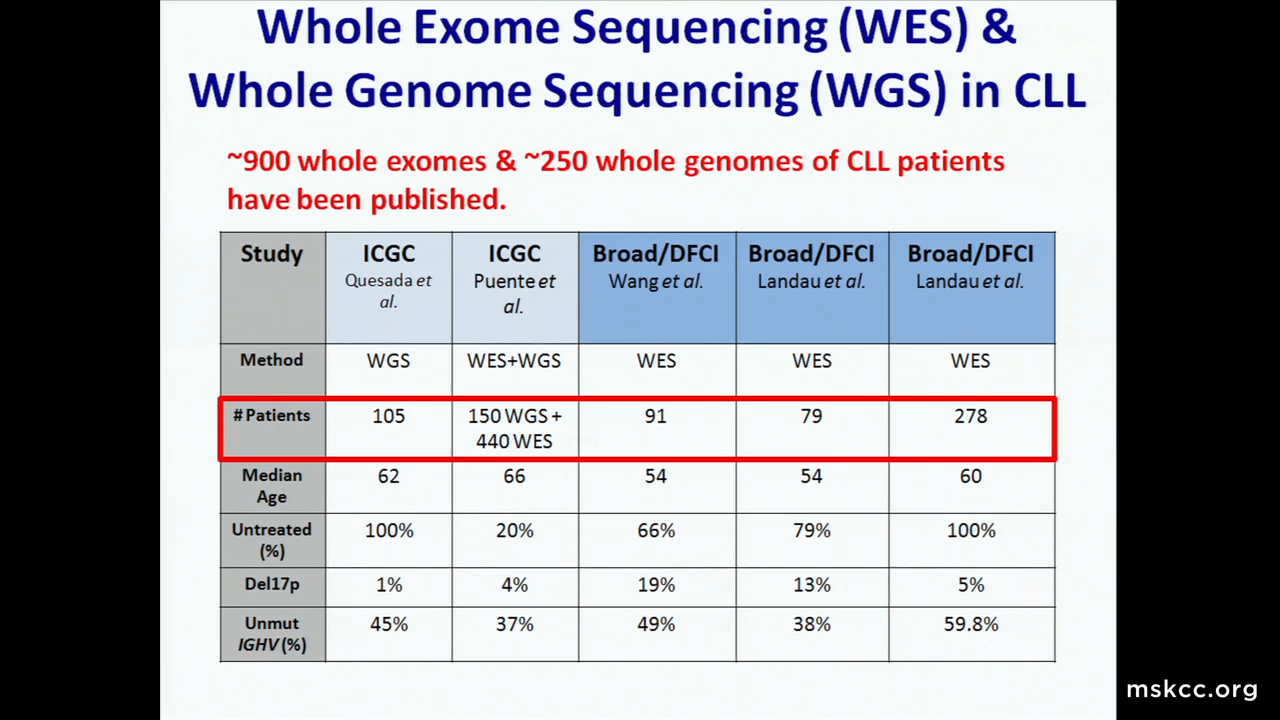 Whole Exome Sequencing (WES) &
Whole Genome Sequencing (WGS) in CLL
~900 whole exomes & ~250 whole genomes of CLL patients
have been published.
Study ICGC ICGC Broad/DFCI Broad/DFCI Broad/DFCI
Quesada et al. Puente et al. Wang et al. Landau et al. Landau et al.
Method WGS WES+WGS WES WES WES
# Patients 105 150 WGS + 440 WES 91 79 278
Median Age 62 66 54 54 60
Untreated (%) 100% 20% 66% 79% 100%
Del17p 1% 4% 19% 13% 5%
Unmut IGHV (%) 45% 37% 49% 38% 59.8%
mskcc.org